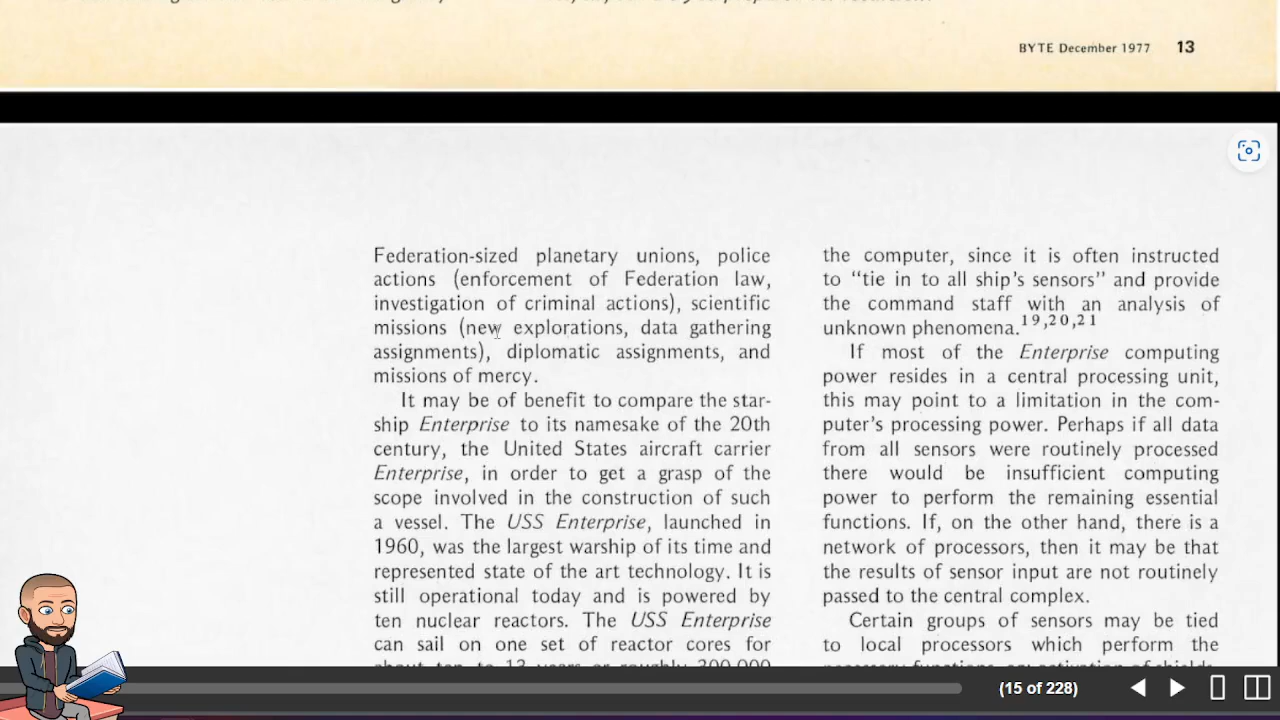 BYTE December 1977 13
Federation-sized planetary unions, police
actions (enforcement of Federation law,
investigation of criminal actions), scientific
missions (new explorations, data gathering
assignments), diplomatic assignments, and
missions of mercy.
It may be of benefit to compare the star-
ship Enterprise to its namesake of the 20th
century, the United States aircraft carrier
Enterprise, in order to get a grasp of the
scope involved in the construction of such
a vessel. The USS Enterprise, launched in
1960, was the largest warship of its time and
represented state of the art technology. It is
still operational today and is powered by
ten nuclear reactors. The USS Enterprise
can sail on one set of reactor cores for
about ten to 13 years or roughly 300,000
the computer, since it is often instructed
to “tie in to all ship’s sensors” and provide
the command staff with an analysis of
unknown phenomena.19,20,21
If most of the Enterprise computing
power resides in a central processing unit,
this may point to a limitation in the com-
puter’s processing power. Perhaps if all data
from all sensors were routinely processed
there would be insufficient computing
power to perform the remaining essential
functions. If, on the other hand, there is a
network of processors, then it may be that
the results of sensor input are not routinely
passed to the central complex.
Certain groups of sensors may be tied
to local processors which perform the
(15 of 228)